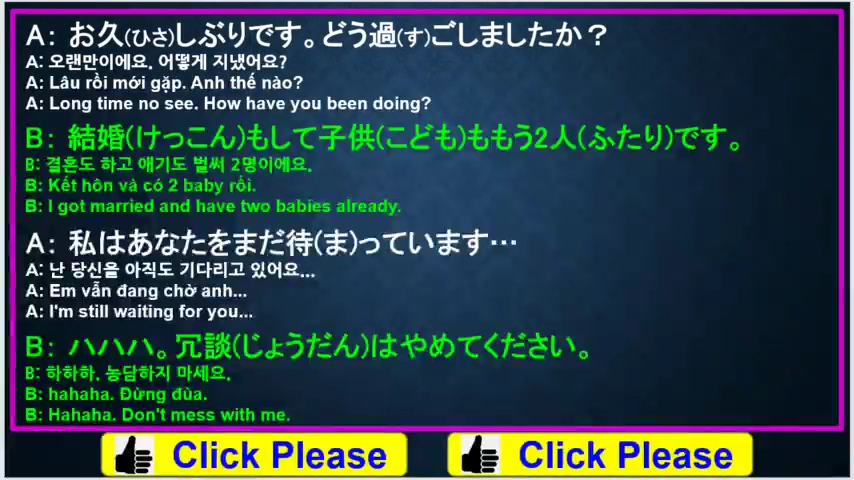 A: お久(ひさ)しぶりです。どう過(す)ごしましたか？
A: 오랜만이에요. 어떻게 지냈어요?
A: Lâu rồi mới gặp. Anh thế nào?
A: Long time no see. How have you been doing?
B: 結婚(けっこん)もして子供(こども)ももう2人(ふたり)です。
B: 결혼도 하고 애기도 벌써 2명이에요.
B: Kết hôn và có 2 baby rồi.
B: I got married and have two babies already.
A: 私はあなたをまだ待(ま)っています…
A: 난 당신을 아직도 기다리고 있어요...
A: Em vẫn đang chờ anh...
A: I'm still waiting for you...
B: ハハハ。冗談(じょうだん)はやめてください。
B: 하하하. 농담하지 마세요.
B: hahaha. Đừng đùa.
B: Hahaha. Don't mess with me.
Click Please
Click Please